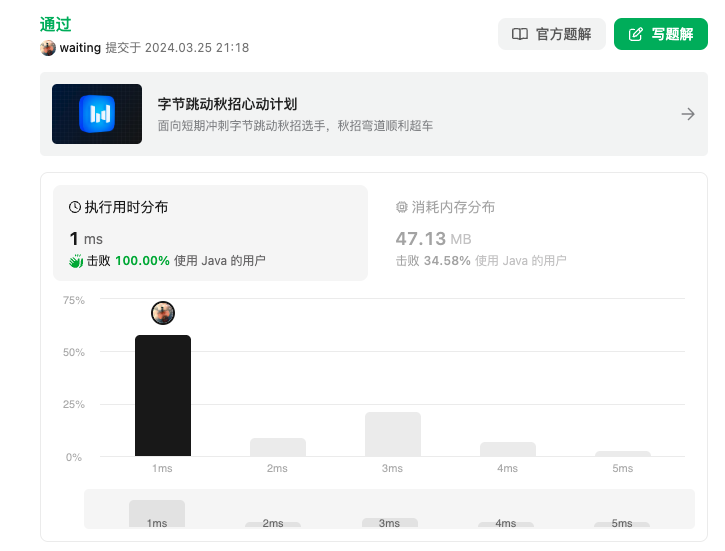 通过
waiting 提交于 2024.03.25 21:18
官方题解
写题解
字节跳动秋招心动计划
面向短期冲刺字节跳动秋招选手，秋招弯道顺利超车
执行用时分布
1 ms
击败 100.00% 使用 Java 的用户
消耗内存分布
47.13 MB
击败 34.58% 使用 Java 的用户
75%
50%
25%
0%
1ms 2ms 3ms 4ms 5ms
1ms 2ms 3ms 4ms 5ms